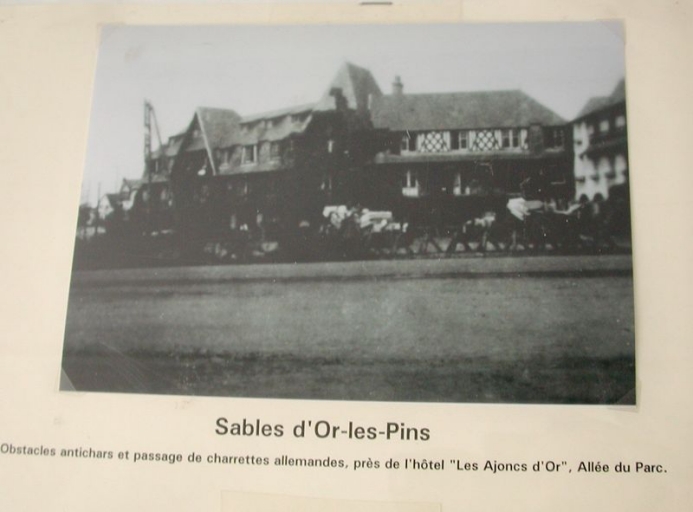 Sables d'Or-les-Pins
Obstacles antichars et passage de charrettes allemandes, près de l'hôtel "Les Ajoncs d'Or", Allée du Parc.